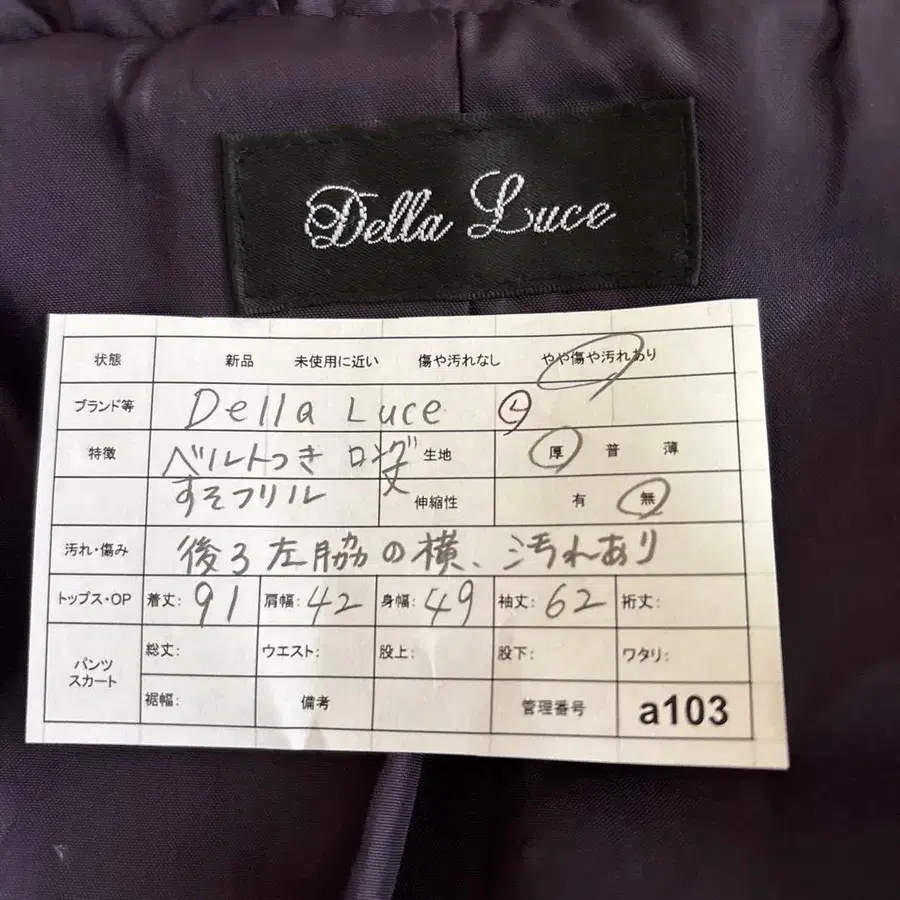 Della Luce
状態 新品 未使用に近い 傷や汚れなし やや傷や汚れあり
ブランド等 Della Luce L
特徴 ベルトつき ロング丈 生地 厚 普 薄
すそフリル 伸縮性 有 無
汚れ・傷み 後ろ左脇の横、汚れあり
トップス・OP 着丈: 91 肩幅: 42 身幅: 49 袖丈: 62 裄丈:
パンツ スカート 総丈: ウエスト: 股上: 股下: ワタリ:
裾幅: 備考 管理番号 a103